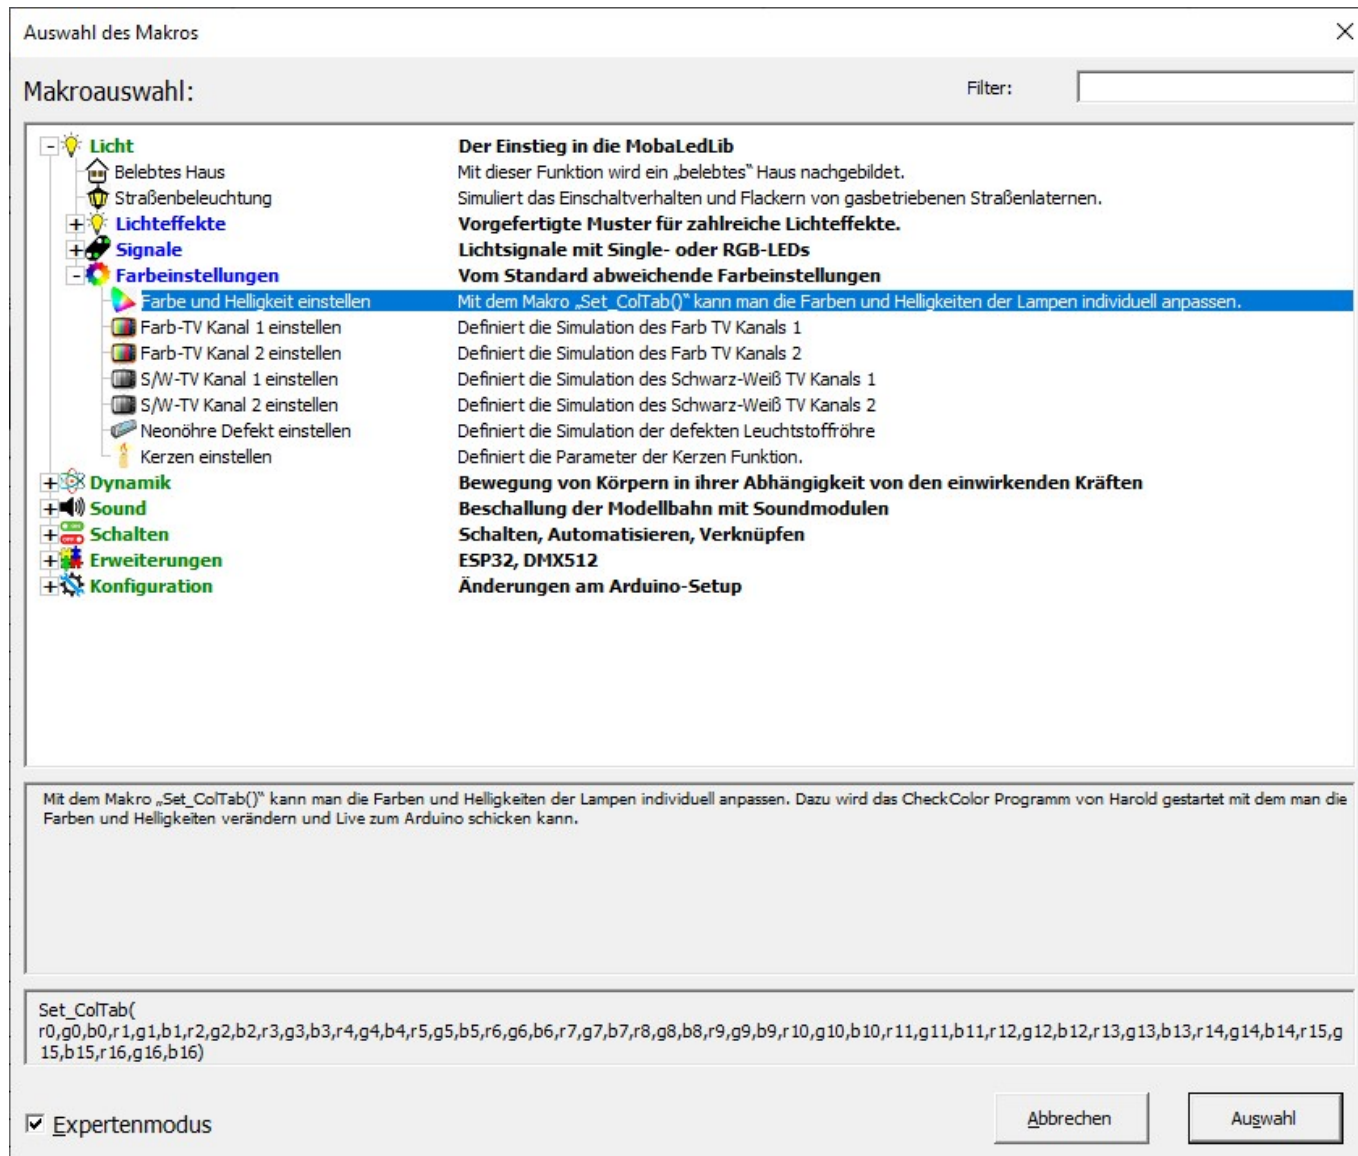 Auswahl des Makros
Makroauswahl:
Filter:
Licht Der Einstieg in die MobaLedLib
Belebtes Haus Mit dieser Funktion wird ein „belebtes“ Haus nachgebildet.
Straßenbeleuchtung Simuliert das Einschaltverhalten und Flackern von gasbetriebenen Straßenlaternen.
Lichteffekte Vorgefertigte Muster für zahlreiche Lichteffekte.
Signale Lichtsignale mit Single- oder RGB-LEDs
Farbeinstellungen Vom Standard abweichende Farbeinstellungen
Farbe und Helligkeit einstellen Mit dem Makro „Set_ColTab()“ kann man die Farben und Helligkeiten der Lampen individuell anpassen.
Farb-TV Kanal 1 einstellen Definiert die Simulation des Farb TV Kanals 1
Farb-TV Kanal 2 einstellen Definiert die Simulation des Farb TV Kanals 2
S/W-TV Kanal 1 einstellen Definiert die Simulation des Schwarz-Weiß TV Kanals 1
S/W-TV Kanal 2 einstellen Definiert die Simulation des Schwarz-Weiß TV Kanals 2
Neonöhre Defekt einstellen Definiert die Simulation der defekten Leuchtstoffröhre
Kerzen einstellen Definiert die Parameter der Kerzen Funktion.
Dynamik Bewegung von Körpern in ihrer Abhängigkeit von den einwirkenden Kräften
Sound Beschallung der Modellbahn mit Soundmodulen
Schalten Schalten, Automatisieren, Verknüpfen
Erweiterungen ESP32, DMX512
Konfiguration Änderungen am Arduino-Setup
Mit dem Makro „Set_ColTab()“ kann man die Farben und Helligkeiten der Lampen individuell anpassen. Dazu wird das CheckColor Programm von Harold gestartet mit dem man die
Farben und Helligkeiten verändern und Live zum Arduino schicken kann.
Set_ColTab(
r0,g0,b0,r1,g1,b1,r2,g2,b2,r3,g3,b3,r4,g4,b4,r5,g5,b5,r6,g6,b6,r7,g7,b7,r8,g8,b8,r9,g9,b9,r10,g10,b10,r11,g11,b11,r12,g12,b12,r13,g13,b13,r14,g14,b14,r15,g
15,b15,r16,g16,b16)
Expertenmodus
Abbrechen
Auswahl